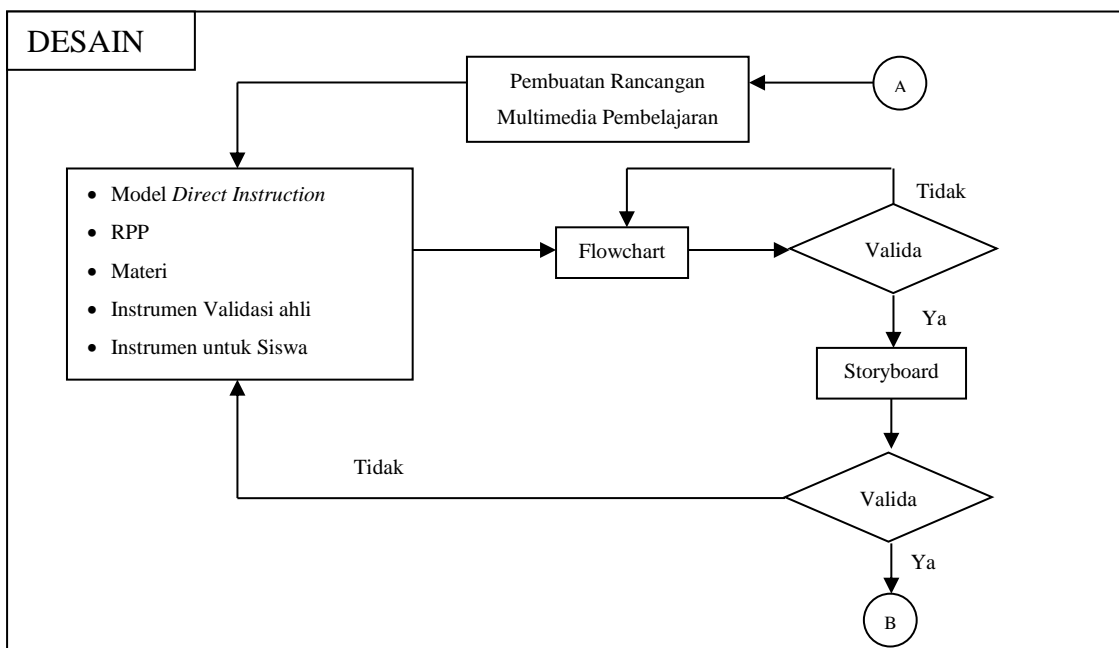 DESAIN
Pembuatan Rancangan
Multimedia Pembelajaran
A
• Model Direct Instruction
• RPP
• Materi
• Instrumen Validasi ahli
• Instrumen untuk Siswa
Flowchart
Tidak
Valida
Ya
Storyboard
Tidak
Valida
Ya
B